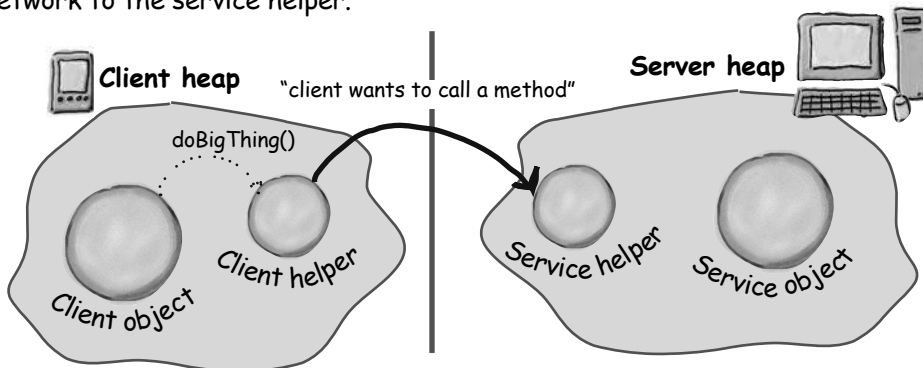 network to the service helper.
Client heap
Server heap
“client wants to call a method”
doBigThing()
Client helper
Client object
Service helper
Service object